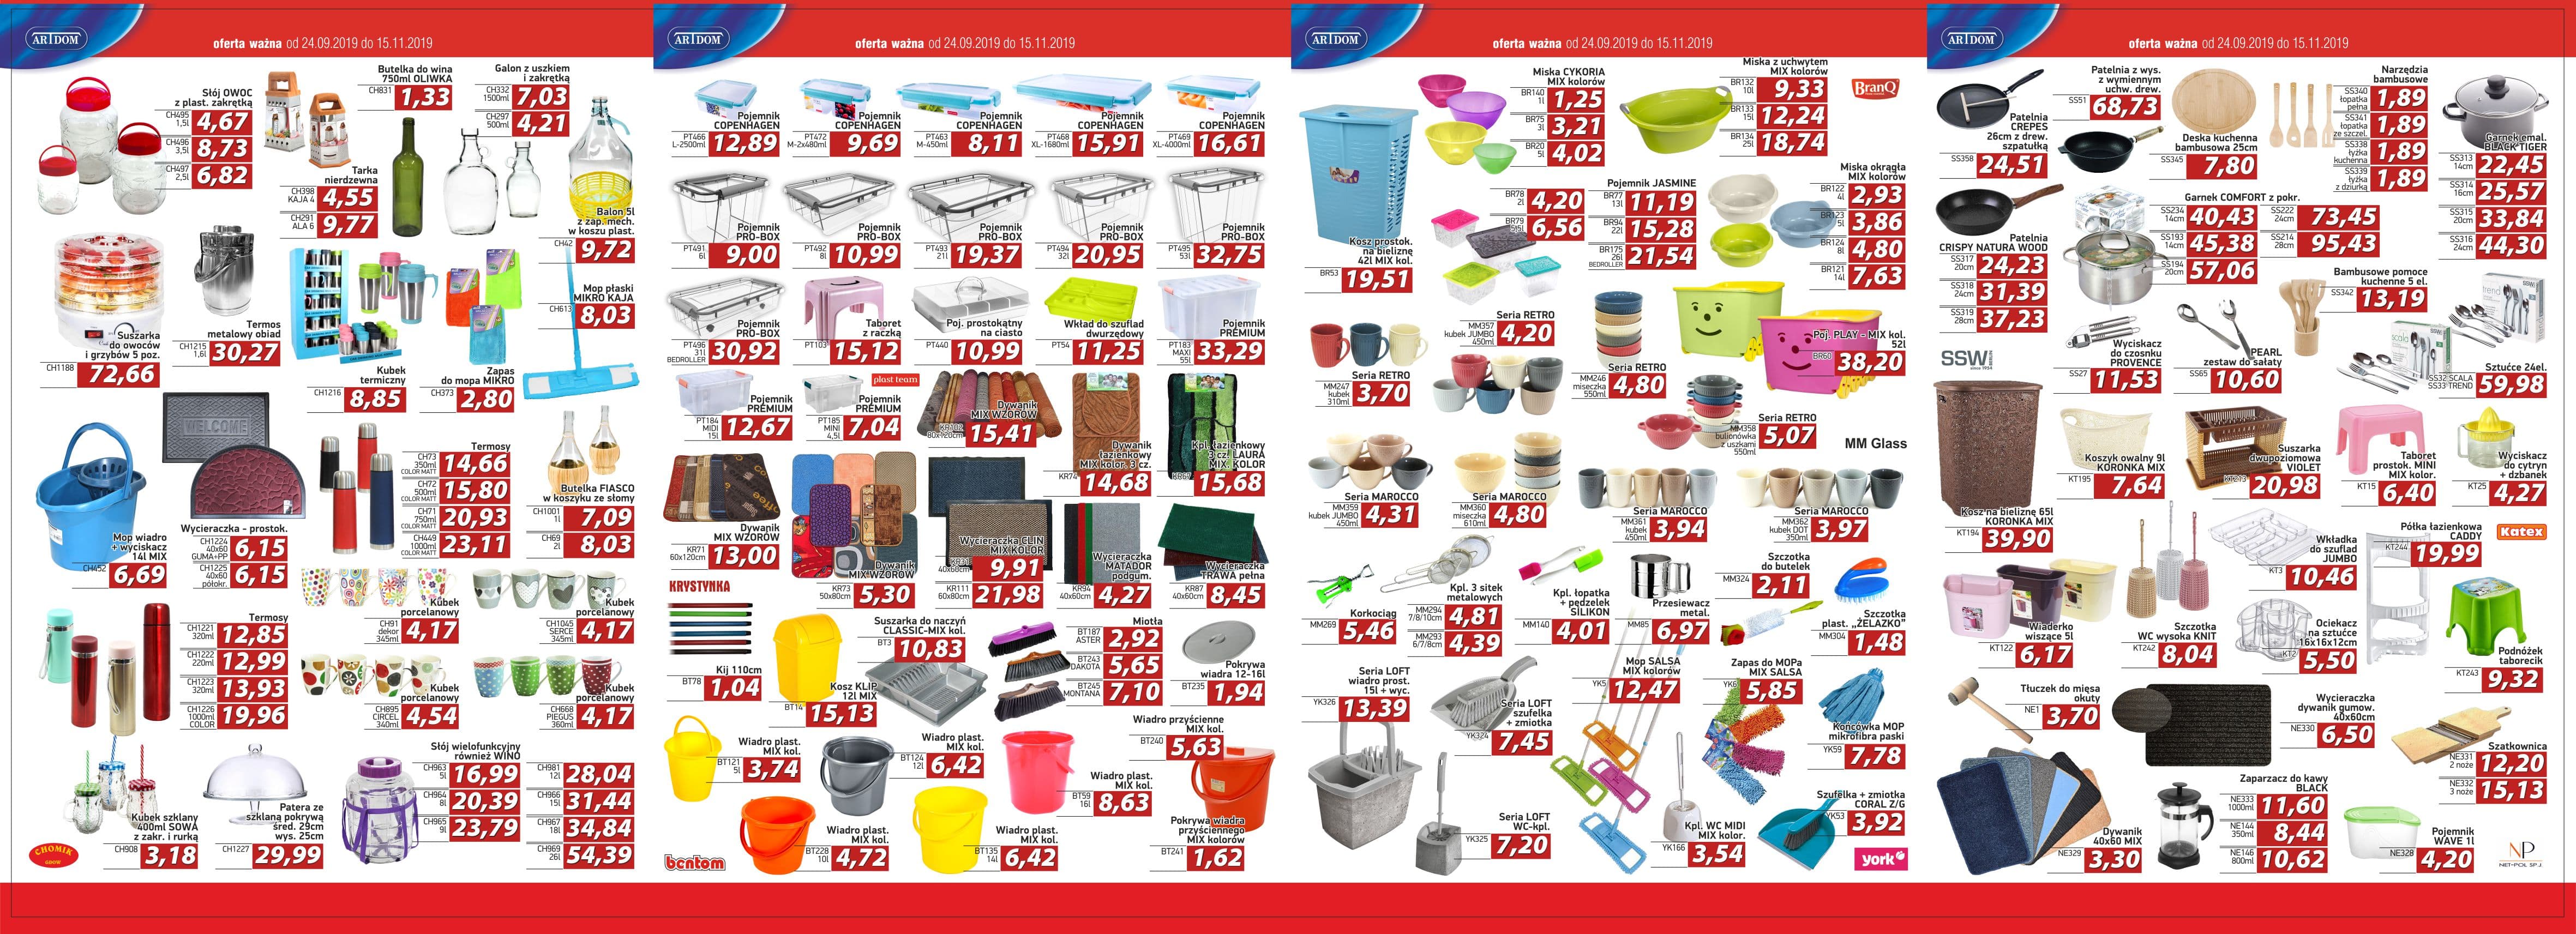 ARTDOM
oferta ważna od 24.09.2019 do 15.11.2019
Słój OWOC
z plast. zakrętką
CH495
1,5l
4,67
CH496
3,5l
8,73
CH497
2,5l
6,82
Tarka
nierdzewna
CH398
KAJA 4
4,55
CH291
ALA 6
9,77
Butelka do wina
750ml OLIWKA
CH831
1,33
Galon z uszkiem
i zakrętką
CH332
1500ml
7,03
CH297
500ml
4,21
Balon 5l
z zap. mech.
w koszu plast.
CH42
9,72
Suszarka
do owoców
i grzybów 5 poz.
CH1188
72,66
Termos
metalowy obiad
CH1215
1,6l
30,27
Kubek
termiczny
CH1216
8,85
Zapas
do mopa MIKRO
CH373
2,80
Mop płaski
MIKRO KAJA
CH613
8,03
WELCOME
Mop wiadro
+ wyciskacz
14l MIX
CH452
6,69
Wycieraczka - prostok.
CH1224
40x60
GUMA+PP
6,15
CH1225
40x60
półokr.
6,15
Termosy
CH73
350ml
COLOR MATT
14,66
CH72
500ml
COLOR MATT
15,80
CH71
750ml
COLOR MATT
20,93
CH449
1000ml
COLOR MATT
23,11
Butelka FIASCO
w koszyku ze słomy
CH1001
1l
7,09
CH69
2l
8,03
Termosy
CH1221
320ml
12,85
CH1222
220ml
12,99
CH1223
320ml
13,93
CH1226
1000ml
COLOR
19,96
Kubek
porcelanowy
CH91
dekor
345ml
4,17
Kubek
porcelanowy
CH1045
SERCE
345ml
4,17
Kubek
porcelanowy
CH895
CIRCEL
340ml
4,54
Kubek
porcelanowy
CH668
PIEGUS
360ml
4,17
Kubek szklany
400ml SOWA
z zakr. i rurką
CH908
3,18
Patera ze
szklaną pokrywą
śred. 29cm
wys. 25cm
CH1227
29,99
Słój wielofunkcyjny
również WINO
CH963
5l
16,99
CH964
8l
20,39
CH965
9l
23,79
CH981
12l
28,04
CH966
15l
31,44
CH967
18l
34,84
CH969
26l
54,39
CHOMIK
ARTDOM
oferta ważna od 24.09.2019 do 15.11.2019
Pojemnik
COPENHAGEN
PT466
L-2500ml
12,89
Pojemnik
COPENHAGEN
PT472
M-2x480ml
9,69
Pojemnik
COPENHAGEN
PT463
M-450ml
8,11
Pojemnik
COPENHAGEN
PT468
XL-1680ml
15,91
Pojemnik
COPENHAGEN
PT469
XL-4000ml
16,61
Pojemnik
PRO-BOX
PT491
6l
9,00
Pojemnik
PRO-BOX
PT492
8l
10,99
Pojemnik
PRO-BOX
PT493
21l
19,37
Pojemnik
PRO-BOX
PT494
32l
20,95
Pojemnik
PRO-BOX
PT495
53l
32,75
Pojemnik
PRO-BOX
PT496
31l
BEDROLLER
30,92
Taboret
z raczką
PT103
15,12
Poj. prostokątny
na ciasto
PT440
10,99
Wkład do szuflad
dwurzędowy
PT54
11,25
Pojemnik
PREMIUM
PT183
MAXI
55l
33,29
Pojemnik
PREMIUM
PT184
MIDI
15l
12,67
Pojemnik
PREMIUM
PT185
MINI
4,5l
7,04
plast team
Dywanik
MIX WZORÓW
80x120cm
15,41
Dywanik
łazienkowy
MIX kolor. 3 cz.
KR74
14,68
Kpl. łazienkowy
3 cz. LAURA
MIX. KOLOR
KR67
15,68
Dywanik
MIX WZORÓW
KR71
60x120cm
13,00
Dywanik
MIX WZORÓW
KR73
50x80cm
5,30
Wycieraczka CLIN
MIX KOLOR
40x60cm
9,91
KR111
60x80cm
21,98
Wycieraczka
MATADOR
podgum.
KR94
40x60cm
4,27
Wycieraczka
TRAWA pełna
KR87
40x60cm
8,45
KRYSTYNKA
Kij 110cm
BT78
1,04
Kosz KLIP
12l MIX
BT14
15,13
Suszarka do naczyń
CLASSIC-MIX kol.
BT3
10,83
Miotła
BT187
ASTER
2,92
BT243
DAKOTA
5,65
BT245
MONTANA
7,10
Pokrywa
wiadra 12-16l
BT235
1,94
Wiadro plast.
MIX kol.
BT121
5l
3,74
Wiadro plast.
MIX kol.
BT124
12l
6,42
Wiadro przyścienne
MIX kol.
BT240
5,63
Wiadro plast.
MIX kol.
BT59
16l
8,63
Wiadro plast.
MIX kol.
BT228
10l
4,72
Wiadro plast.
MIX kol.
BT135
14l
6,42
Pokrywa wiadra
przyściennego
MIX kolorów
BT241
1,62
bentom
ARTDOM
oferta ważna od 24.09.2019 do 15.11.2019
Kosz prostok.
na bieliznę
42l MIX kol.
BR53
19,51
Miska CYKORIA
MIX kolorów
BR140
1l
1,25
BR75
3l
3,21
BR20
5l
4,02
Miska z uchwytem
MIX kolorów
BR132
10l
9,33
BR133
15l
12,24
BR134
25l
18,74
BranQ
Pojemnik JASMINE
BR78
2l
4,20
BR79
6,56
BR77
13l
11,19
BR94
22l
15,28
BR175
26l
BEDROLLER
21,54
Miska okrągła
MIX kolorów
BR122
4l
2,93
BR123
5l
3,86
BR124
8l
4,80
BR121
14l
7,63
Seria RETRO
MM357
kubek JUMBO
450ml
4,20
Seria RETRO
MM247
kubek
310ml
3,70
Seria RETRO
MM246
miseczka
550ml
4,80
Poj. PLAY - MIX kol.
52l
BR60
38,20
Seria RETRO
MM358
bulionówka
z uszkami
550ml
5,07
MM Glass
Seria MAROCCO
MM359
kubek JUMBO
450ml
4,31
Seria MAROCCO
MM360
miseczka
610ml
4,80
Seria MAROCCO
MM361
kubek
450ml
3,94
Seria MAROCCO
MM362
kubek DOT
350ml
3,97
Korkociąg
MM269
5,46
Kpl. 3 sitek
metalowych
MM294
7/8/10cm
4,81
MM293
6/7/8cm
4,39
Kpl. łopatka
+ pędzelek
SILIKON
MM140
4,01
Przesiewacz
metal.
MM85
6,97
Szczotka
do butelek
MM324
2,11
Szczotka
plast. „ŻELAZKO”
MM304
1,48
Seria LOFT
wiadro prost.
15l + wyc.
YK326
13,39
Seria LOFT
szufelka
+ zmiotka
YK324
7,45
Mop SALSA
MIX kolorów
YK5
12,47
Zapas do MOPa
MIX SALSA
YK6
5,85
Końcówka MOP
mikrofibra paski
YK59
7,78
Seria LOFT
WC-kpl.
YK325
7,20
Kpl. WC MIDI
MIX kolor.
YK166
3,54
Szufelka + zmiotka
CORAL Z/G
YK53
3,92
york
ARTDOM
oferta ważna od 24.09.2019 do 15.11.2019
Patelnia
CREPES
26cm z drew.
szpatułką
SS358
24,51
Patelnia z wys.
z wymiennym
uchw. drew.
SS51
68,73
Deska kuchenna
bambusowa 25cm
SS345
7,80
Narzędzia
bambusowe
SS340
łopatka
pełna
1,89
SS341
łopatka
ze szczel.
1,89
SS338
łyżka
kuchenna
1,89
SS339
łyżka
z dziurką
1,89
Garnek emal.
BLACK TIGER
SS313
14cm
22,45
SS314
16cm
25,57
SS315
20cm
33,84
SS316
24cm
44,30
Patelnia
CRISPY NATURA WOOD
SS317
20cm
24,23
SS318
24cm
31,39
SS319
28cm
37,23
Garnek COMFORT z pokr.
SS234
14cm
40,43
SS193
14cm
45,38
SS194
20cm
57,06
SS222
24cm
73,45
SS214
28cm
95,43
Bambusowe pomoce
kuchenne 5 el.
SS342
13,19
SSW
since 1954
Wyciskacz
do czosnku
PROVENCE
SS27
11,53
PEARL
zestaw do sałaty
SS65
10,60
trend
scala
Sztućce 24el.
SS32 SCALA
SS33 TREND
59,98
Kosz na bieliznę 65l
KORONKA MIX
KT194
39,90
Koszyk owalny 9l
KORONKA MIX
KT195
7,64
Suszarka
dwupoziomowa
VIOLET
KT213
20,98
Taboret
prostok. MINI
MIX kolor.
KT15
6,40
Wyciskacz
do cytryn
+ dzbanek
KT25
4,27
Wiaderko
wiszące 5l
KT122
6,17
Szczotka
WC wysoka KNIT
KT242
8,04
Wkładka
do szuflad
JUMBO
KT3
10,46
Półka łazienkowa
CADDY
KT244
19,99
Katex
Ociekacz
na sztućce
16x16x12cm
KT2
5,50
Podnóżek
taborecik
KT243
9,32
Tłuczek do mięsa
okuty
NE1
3,70
Wycieraczka
dywanik gumow.
40x60cm
NE330
6,50
Szatkownica
NE331
2 noże
12,20
NE332
3 noże
15,13
Dywanik
40x60 MIX
NE329
3,30
Zaparzacz do kawy
BLACK
NE333
1000ml
11,60
NE144
350ml
8,44
NE146
800ml
10,62
Pojemnik
WAVE 1l
NE328
4,20
NP
NET-POL SP.J.